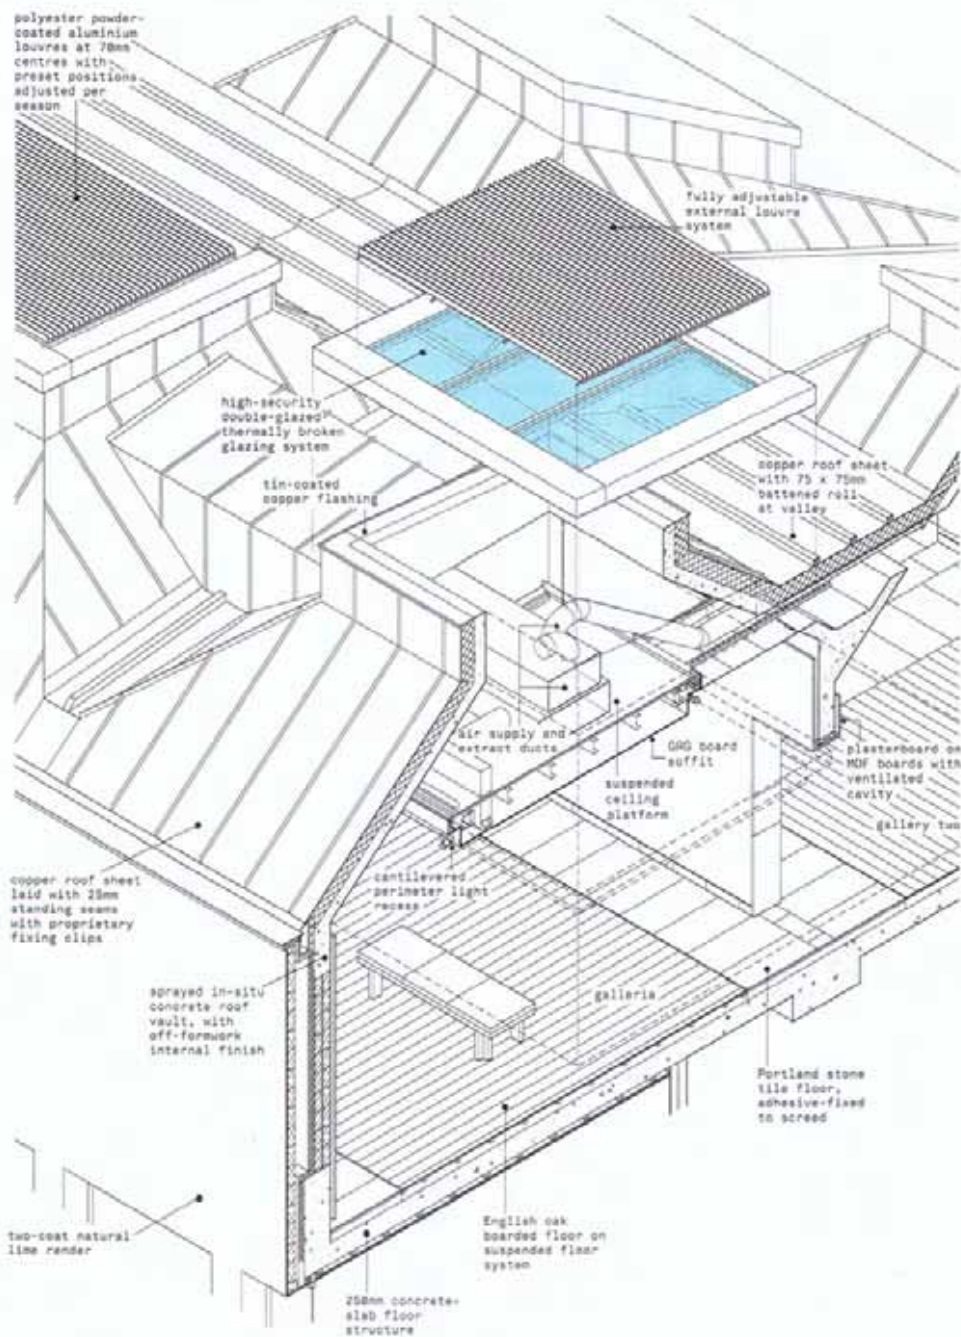 polyester powder-
coated aluminium
louvres at 70mm
centres with
preset positions
adjusted per
season
fully adjustable
external louvre
system
high-security
double-glazed
thermally broken
glazing system
tin-coated
copper flashing
copper roof sheet
with 75 x 75mm
battened roll
at valley
air supply and
extract ducts
GRG board
soffit
suspended
ceiling
platform
plasterboard on
MDF boards with
ventilated
cavity
gallery two
cantilevered
perimeter light
recess
copper roof sheet
laid with 25mm
standing seams
with proprietary
fixing clips
sprayed in-situ
concrete roof
vault, with
off-formwork
internal finish
galleria
Portland stone
tile floor,
adhesive-fixed
to screed
English oak
boarded floor on
suspended floor
system
two-coat natural
lime render
250mm concrete-
slab floor
structure